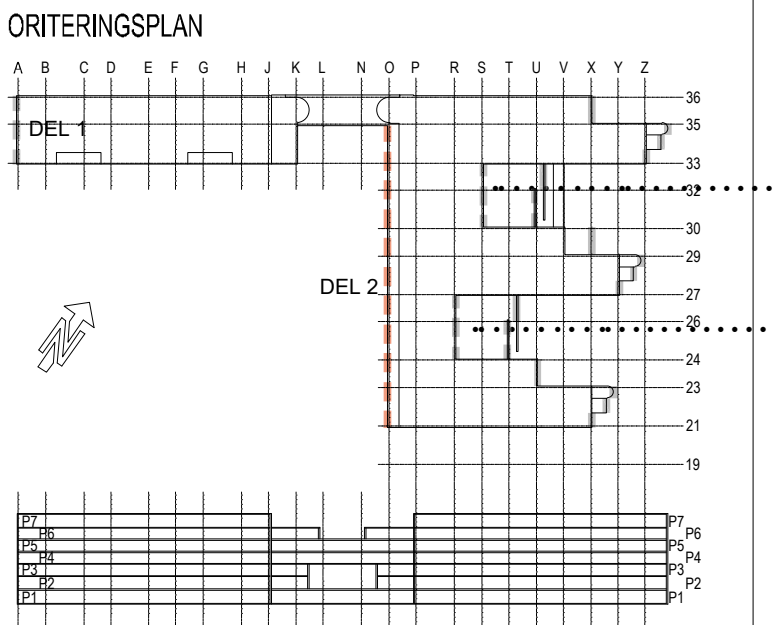 ORITERINGSPLAN
A B C D E F G H J K L N O P R S T U V X Y Z
36
DEL 1
35
33
32
30
29
DEL 2
27
26
24
23
21
19
P7 P7
P6 P6
P5 P5
P4 P4
P3 P3
P2 P2
P1 P1